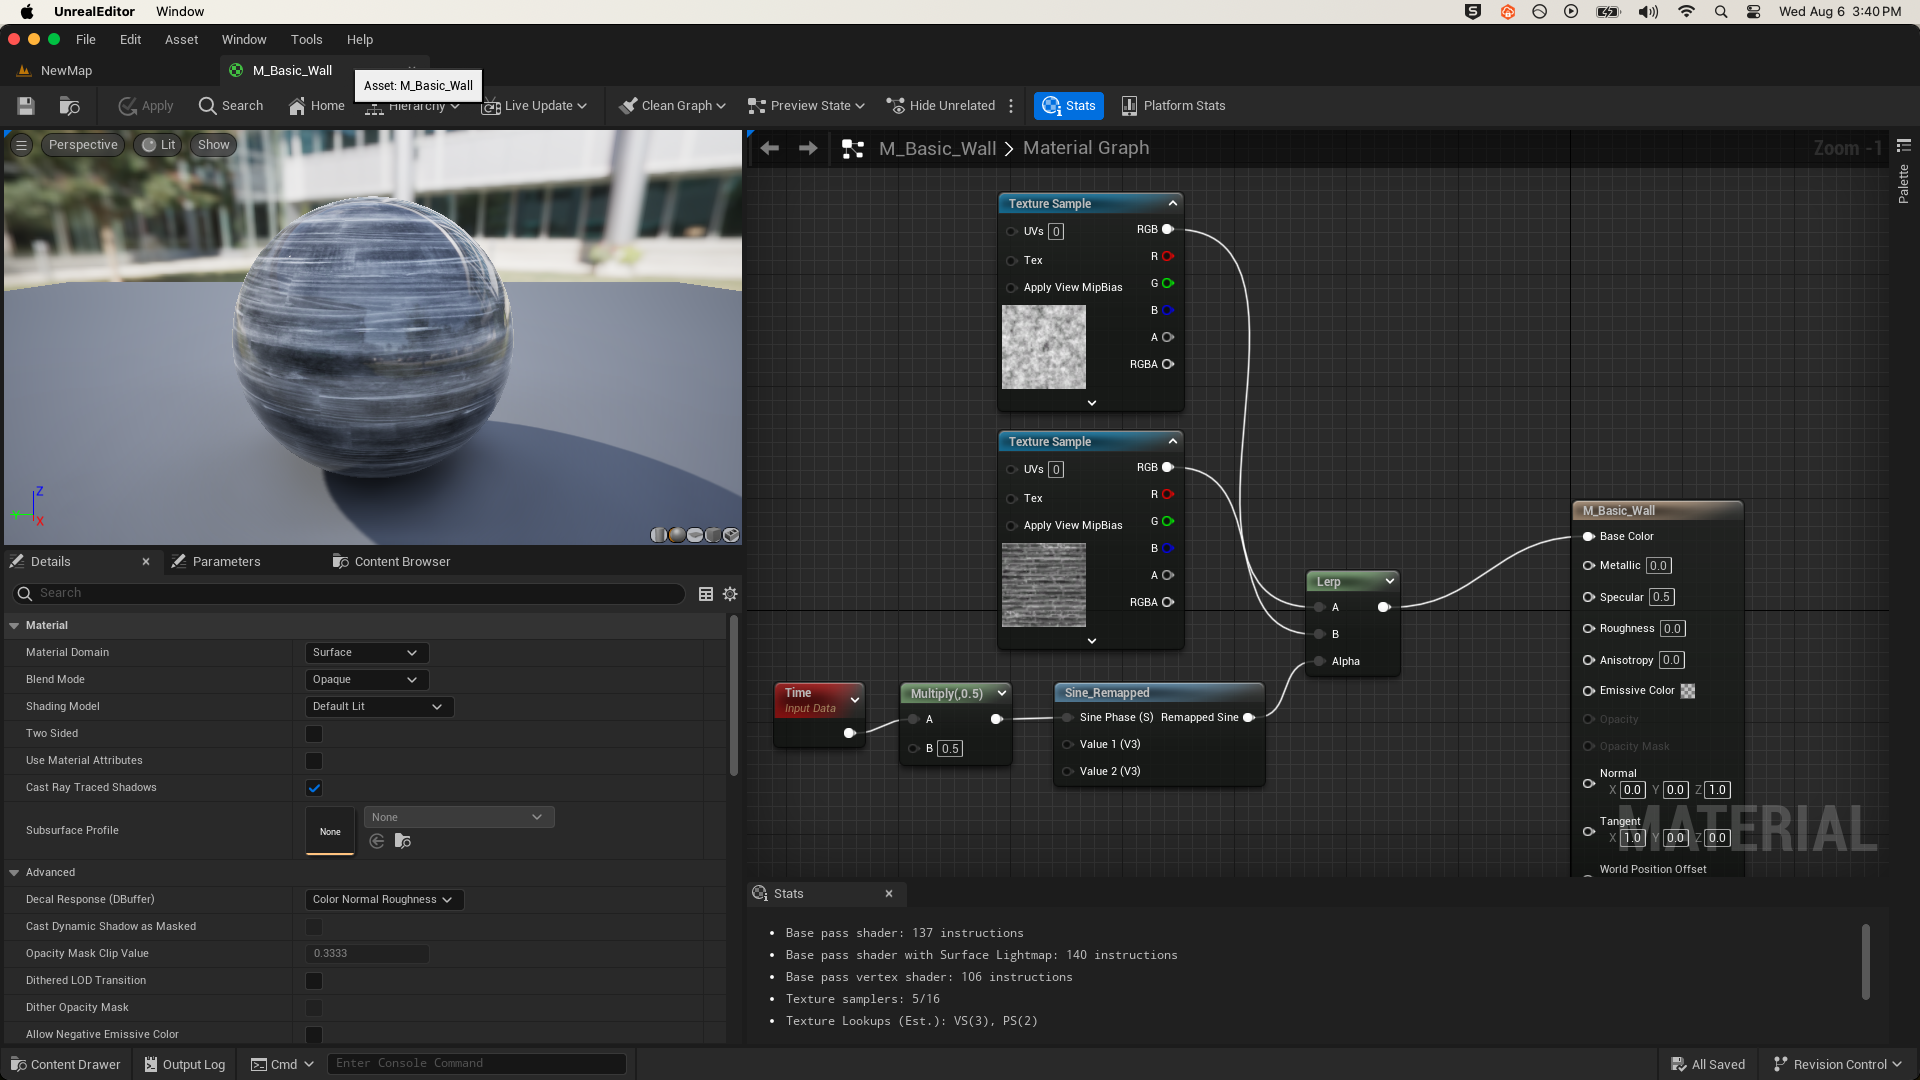 UnrealEditor Window
Wed Aug 6 3:40 PM
File Edit Asset Window Tools Help
NewMap
M_Basic_Wall
Asset: M_Basic_Wall
Apply Search Home Hierarchy Live Update Clean Graph Preview State Hide Unrelated Stats Platform Stats
Perspective Lit Show
M_Basic_Wall > Material Graph
Zoom -1
Palette
Texture Sample
UVs 0 RGB
R
Tex
G
Apply View MipBias
B
A
RGBA
Texture Sample
UVs 0 RGB
R
Tex
G
Apply View MipBias
B
A
RGBA
Time
Input Data
Multiply(,0.5)
A
B 0.5
Sine_Remapped
Sine Phase (S) Remapped Sine
Value 1 (V3)
Value 2 (V3)
Lerp
A
B
Alpha
M_Basic_Wall
Base Color
Metallic 0.0
Specular 0.5
Roughness 0.0
Anisotropy 0.0
Emissive Color
Opacity
Opacity Mask
Normal
X 0.0 Y 0.0 Z 1.0
Tangent
X 1.0 Y 0.0 Z 0.0
World Position Offset
MATERIAL
Z
Y
X
Details Parameters Content Browser
Search
Material
Material Domain Surface
Blend Mode Opaque
Shading Model Default Lit
Two Sided
Use Material Attributes
Cast Ray Traced Shadows
Subsurface Profile None None
Advanced
Decal Response (DBuffer) Color Normal Roughness
Cast Dynamic Shadow as Masked
Opacity Mask Clip Value 0.3333
Dithered LOD Transition
Dither Opacity Mask
Allow Negative Emissive Color
Stats
• Base pass shader: 137 instructions
• Base pass shader with Surface Lightmap: 140 instructions
• Base pass vertex shader: 106 instructions
• Texture samplers: 5/16
• Texture Lookups (Est.): VS(3), PS(2)
Content Drawer Output Log Cmd Enter Console Command All Saved Revision Control